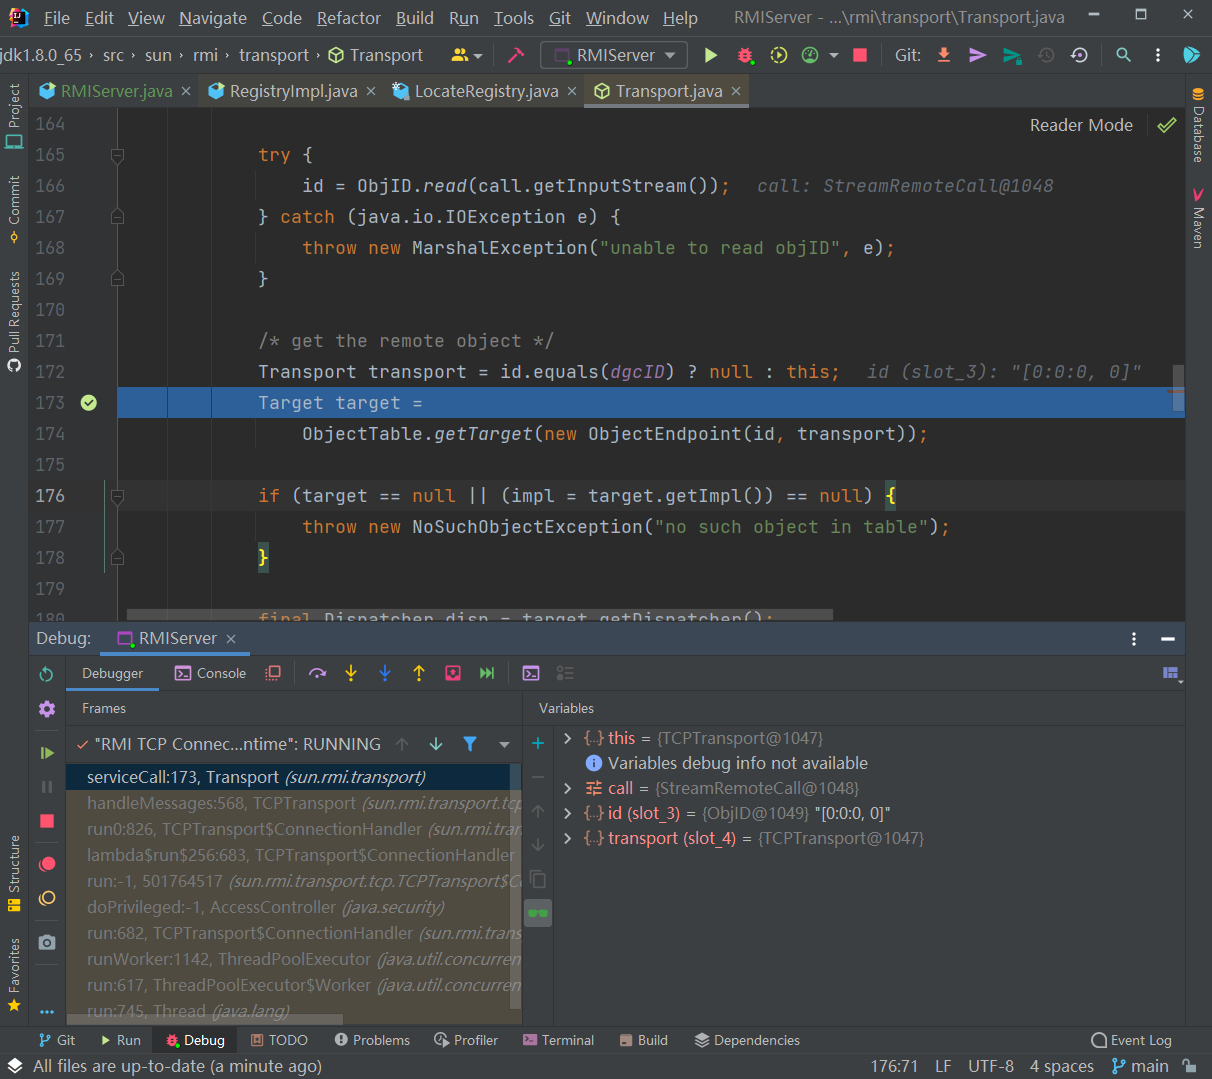 File Edit View Navigate Code Refactor Build Run Tools Git Window Help RMIServer - ...\rmi\transport\Transport.java
jdk1.8.0_65 › src › sun › rmi › transport › Transport RMIServer Git:
RMIServer.java RegistryImpl.java LocateRegistry.java Transport.java
Reader Mode
164
165 try {
166 id = ObjID.read(call.getInputStream()); call: StreamRemoteCall@1048
167 } catch (java.io.IOException e) {
168 throw new MarshalException("unable to read objID", e);
169 }
170
171 /* get the remote object */
172 Transport transport = id.equals(dgcID) ? null : this; id (slot_3): "[0:0:0, 0]"
173 Target target =
174 ObjectTable.getTarget(new ObjectEndpoint(id, transport));
175
176 if (target == null || (impl = target.getImpl()) == null) {
177 throw new NoSuchObjectException("no such object in table");
178 }
179
180 final Dispatcher disp = target.getDispatcher();
Project
Commit
Pull Requests
Structure
Favorites
Database
Maven
Debug: RMIServer
Debugger Console
Frames
"RMI TCP Connec...ntime": RUNNING
serviceCall:173, Transport (sun.rmi.transport)
handleMessages:568, TCPTransport (sun.rmi.transport.tcp
run0:826, TCPTransport$ConnectionHandler (sun.rmi.tran
lambda$run$256:683, TCPTransport$ConnectionHandler
run:-1, 501764517 (sun.rmi.transport.tcp.TCPTransport$Co
doPrivileged:-1, AccessController (java.security)
run:682, TCPTransport$ConnectionHandler (sun.rmi.trans
runWorker:1142, ThreadPoolExecutor (java.util.concurren
run:617, ThreadPoolExecutor$Worker (java.util.concurren
run:745, Thread (java.lang)
Variables
this = {TCPTransport@1047}
Variables debug info not available
call = {StreamRemoteCall@1048}
id (slot_3) = {ObjID@1049} "[0:0:0, 0]"
transport (slot_4) = {TCPTransport@1047}
Git Run Debug TODO Problems Profiler Terminal Build Dependencies Event Log
All files are up-to-date (a minute ago) 176:71 LF UTF-8 4 spaces main